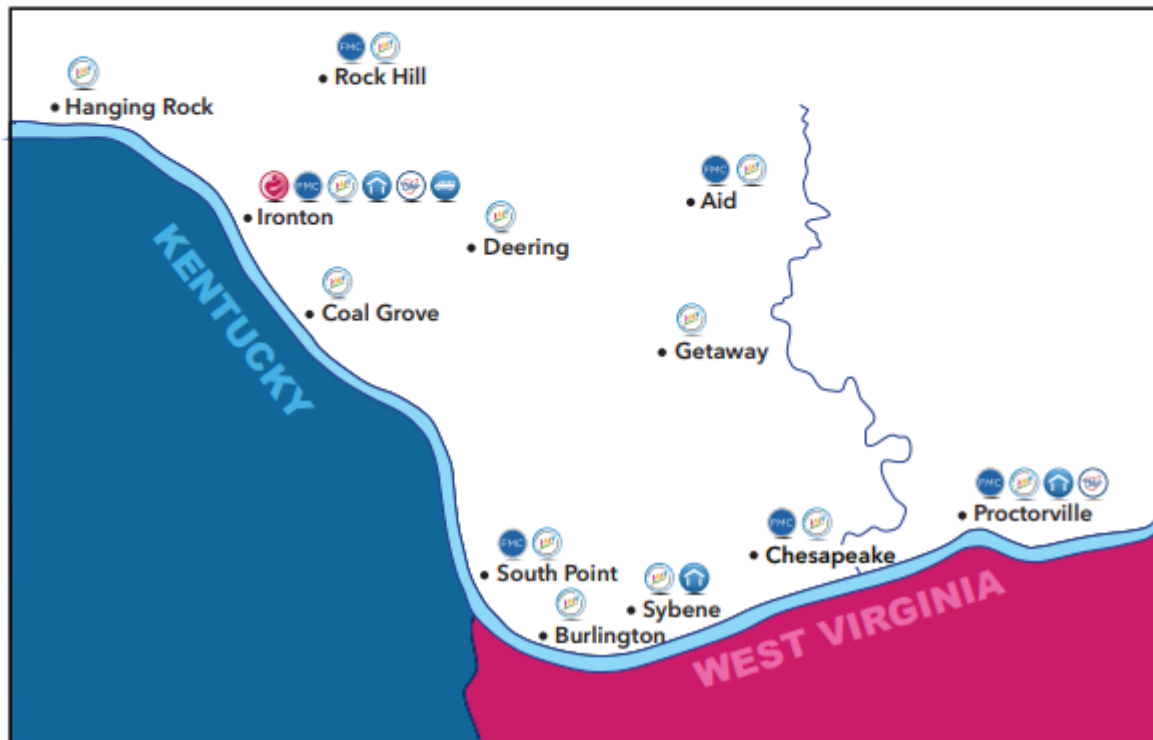 FMC
Rock Hill
Hanging Rock
FMC
Ironton
FMC
Aid
Deering
Coal Grove
Getaway
KENTUCKY
FMC
Proctorville
FMC
Chesapeake
FMC
South Point
Sybene
Burlington
WEST VIRGINIA